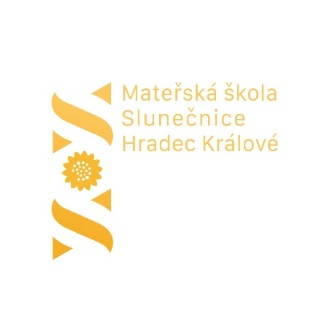 Mateřská škola
Slunečnice
Hradec Králové